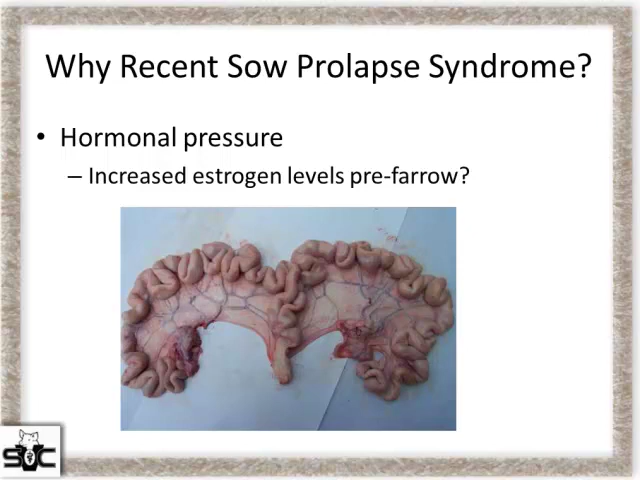 Why Recent Sow Prolapse Syndrome?
• Hormonal pressure
– Increased estrogen levels pre-farrow?
SVC